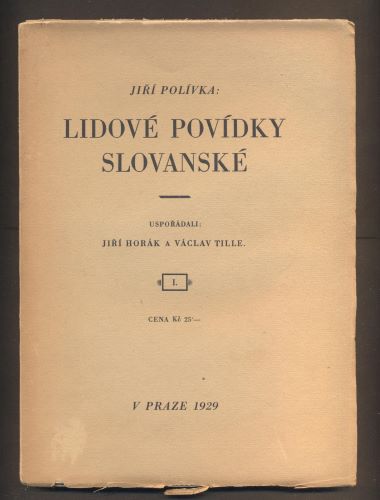 JIŘÍ POLÍVKA:
LIDOVÉ POVÍDKY
SLOVANSKÉ
USPOŘÁDALI:
JIŘÍ HORÁK A VÁCLAV TILLE.
I.
CENA Kč 25'—
V PRAZE 1929